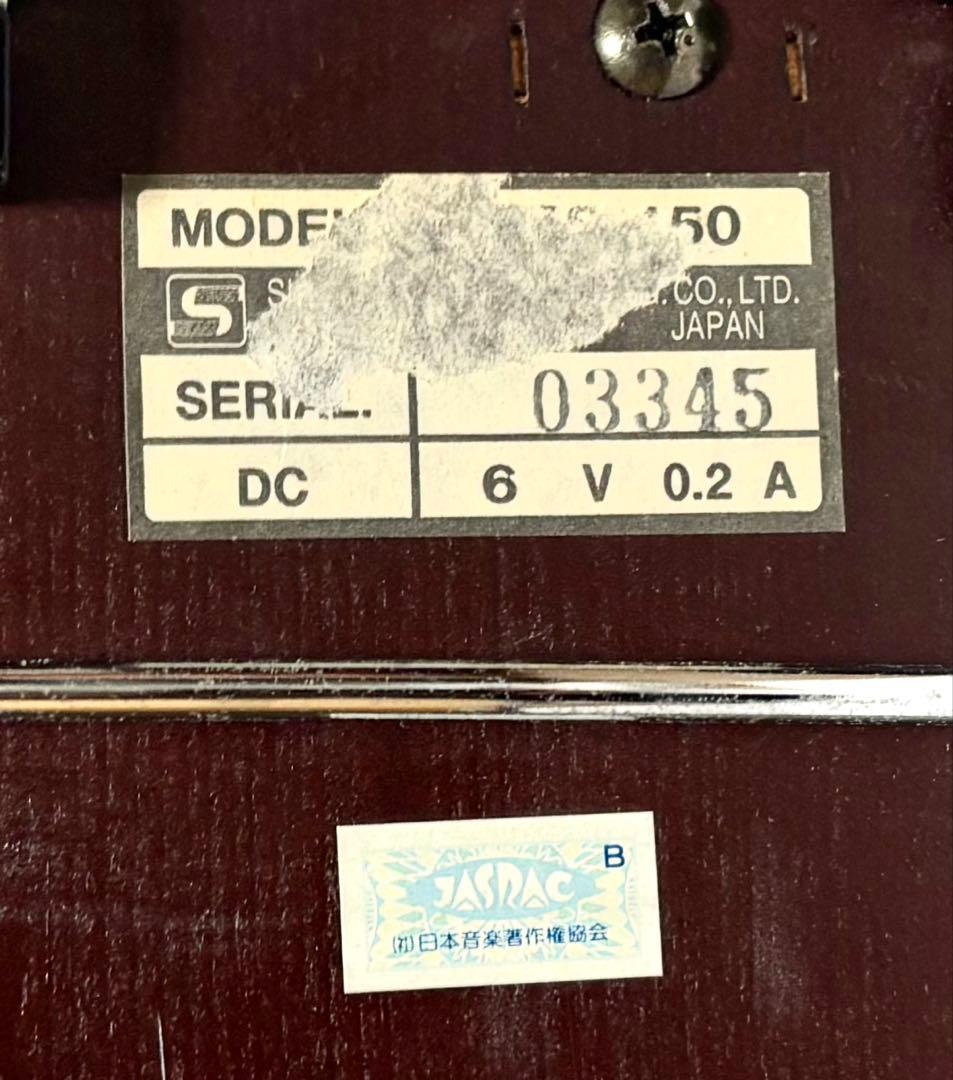 MODEL 150
S CO., LTD.
JAPAN
SERIAL. 03345
DC 6 V 0.2 A
B
JASRAC
(社)日本音楽著作権協会